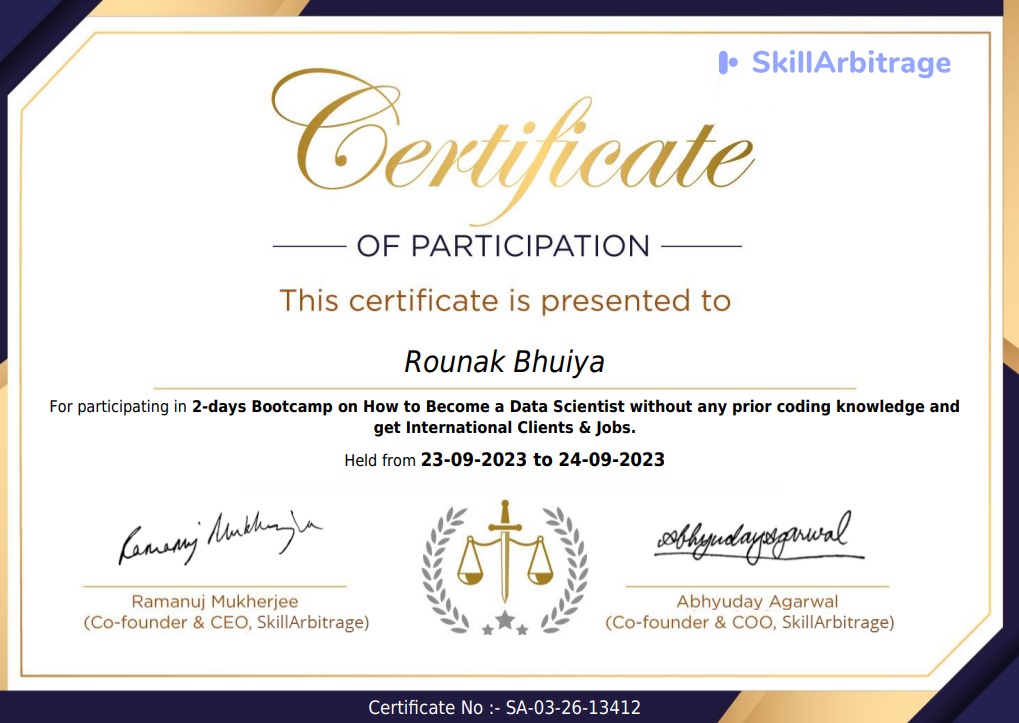 SkillArbitrage
Certificate
OF PARTICIPATION
This certificate is presented to
Rounak Bhuiya
For participating in 2-days Bootcamp on How to Become a Data Scientist without any prior coding knowledge and
get International Clients & Jobs.
Held from 23-09-2023 to 24-09-2023
Ramanuj Mukherjee
Abhyuday Agarwal
Ramanuj Mukherjee
(Co-founder & CEO, SkillArbitrage)
Abhyuday Agarwal
(Co-founder & COO, SkillArbitrage)
Certificate No :- SA-03-26-13412